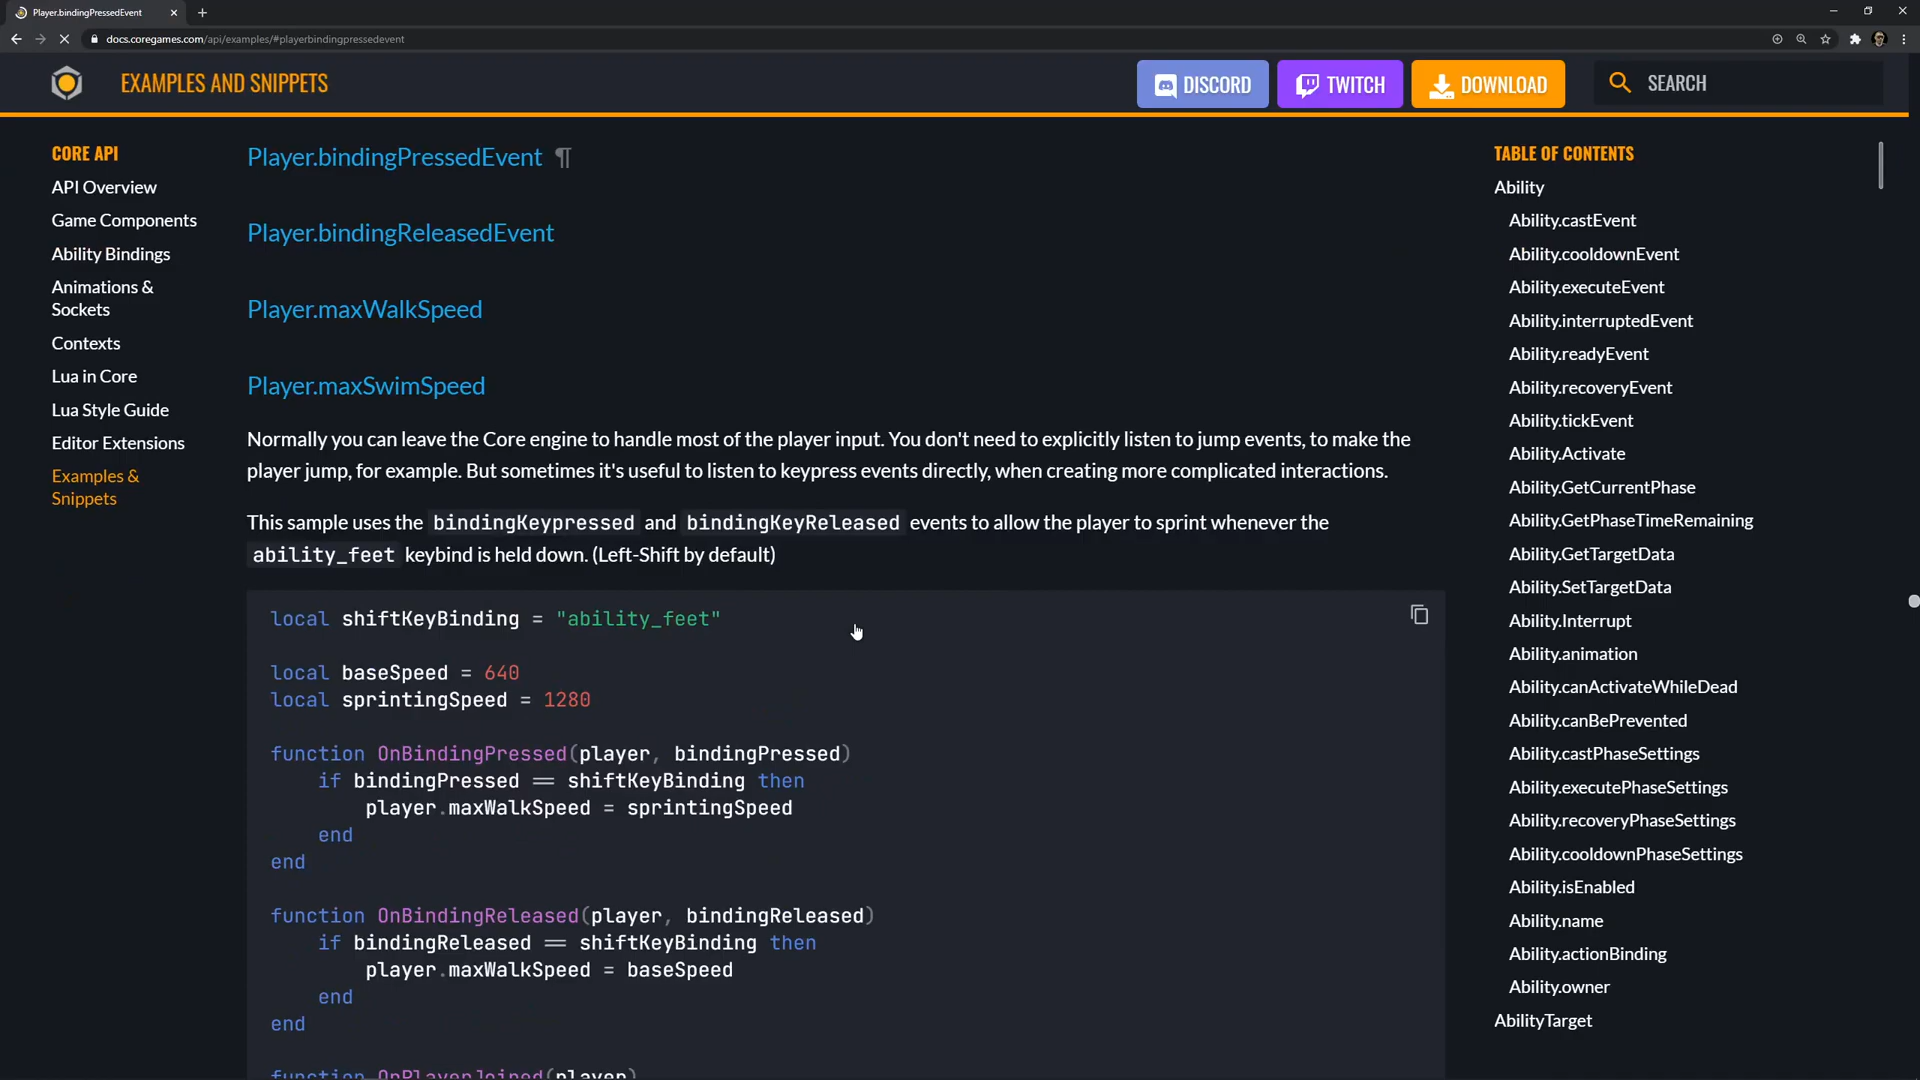 Player.bindingPressedEvent
docs.coregames.com/api/examples/#playerbindingpressedevent
EXAMPLES AND SNIPPETS
DISCORD
TWITCH
DOWNLOAD
SEARCH
CORE API
API Overview
Game Components
Ability Bindings
Animations &
Sockets
Contexts
Lua in Core
Lua Style Guide
Editor Extensions
Examples &
Snippets
Player.bindingPressedEvent ¶
Player.bindingReleasedEvent
Player.maxWalkSpeed
Player.maxSwimSpeed
Normally you can leave the Core engine to handle most of the player input. You don't need to explicitly listen to jump events, to make the
player jump, for example. But sometimes it's useful to listen to keypress events directly, when creating more complicated interactions.
This sample uses the bindingKeypressed and bindingKeyReleased events to allow the player to sprint whenever the
ability_feet keybind is held down. (Left-Shift by default)
local shiftKeyBinding = "ability_feet"
local baseSpeed = 640
local sprintingSpeed = 1280
function OnBindingPressed(player, bindingPressed)
if bindingPressed == shiftKeyBinding then
player.maxWalkSpeed = sprintingSpeed
end
end
function OnBindingReleased(player, bindingReleased)
if bindingReleased == shiftKeyBinding then
player.maxWalkSpeed = baseSpeed
end
end
function OnPlayerJoined(player)
TABLE OF CONTENTS
Ability
Ability.castEvent
Ability.cooldownEvent
Ability.executeEvent
Ability.interruptedEvent
Ability.readyEvent
Ability.recoveryEvent
Ability.tickEvent
Ability.Activate
Ability.GetCurrentPhase
Ability.GetPhaseTimeRemaining
Ability.GetTargetData
Ability.SetTargetData
Ability.Interrupt
Ability.animation
Ability.canActivateWhileDead
Ability.canBePrevented
Ability.castPhaseSettings
Ability.executePhaseSettings
Ability.recoveryPhaseSettings
Ability.cooldownPhaseSettings
Ability.isEnabled
Ability.name
Ability.actionBinding
Ability.owner
AbilityTarget